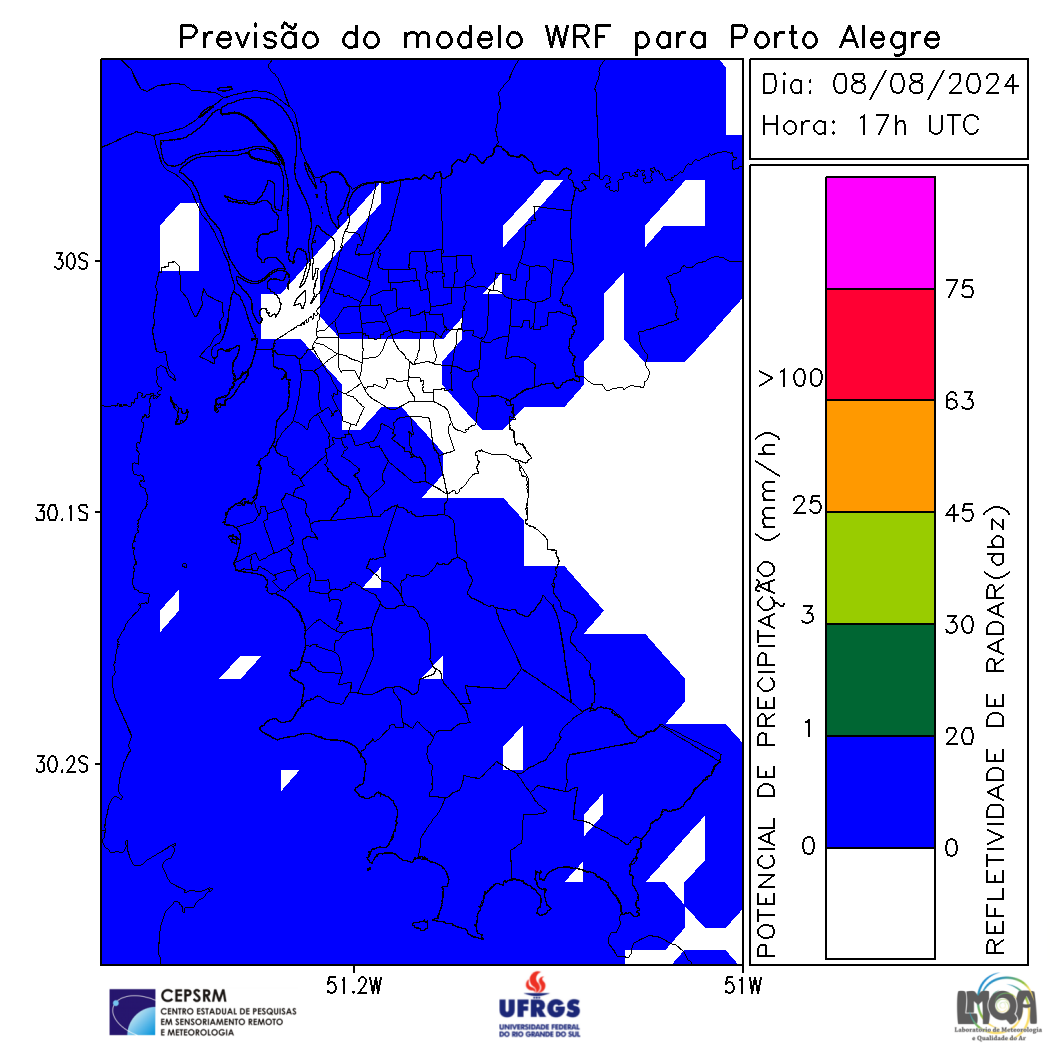 Previsão do modelo WRF para Porto Alegre
Dia: 08/08/2024
Hora: 17h UTC
30S
30.1S
30.2S
51.2W
51W
POTENCIAL DE PRECIPITAÇÃO (mm/h)
>100
25
3
1
0
75
63
45
30
20
0
REFLETIVIDADE DE RADAR(dbz)
CEPSRM
CENTRO ESTADUAL DE PESQUISAS
EM SENSORIAMENTO REMOTO
E METEOROLOGIA
UFRGS
UNIVERSIDADE FEDERAL
DO RIO GRANDE DO SUL
LMQA
Laboratório de Meteorologia
e Qualidade do Ar